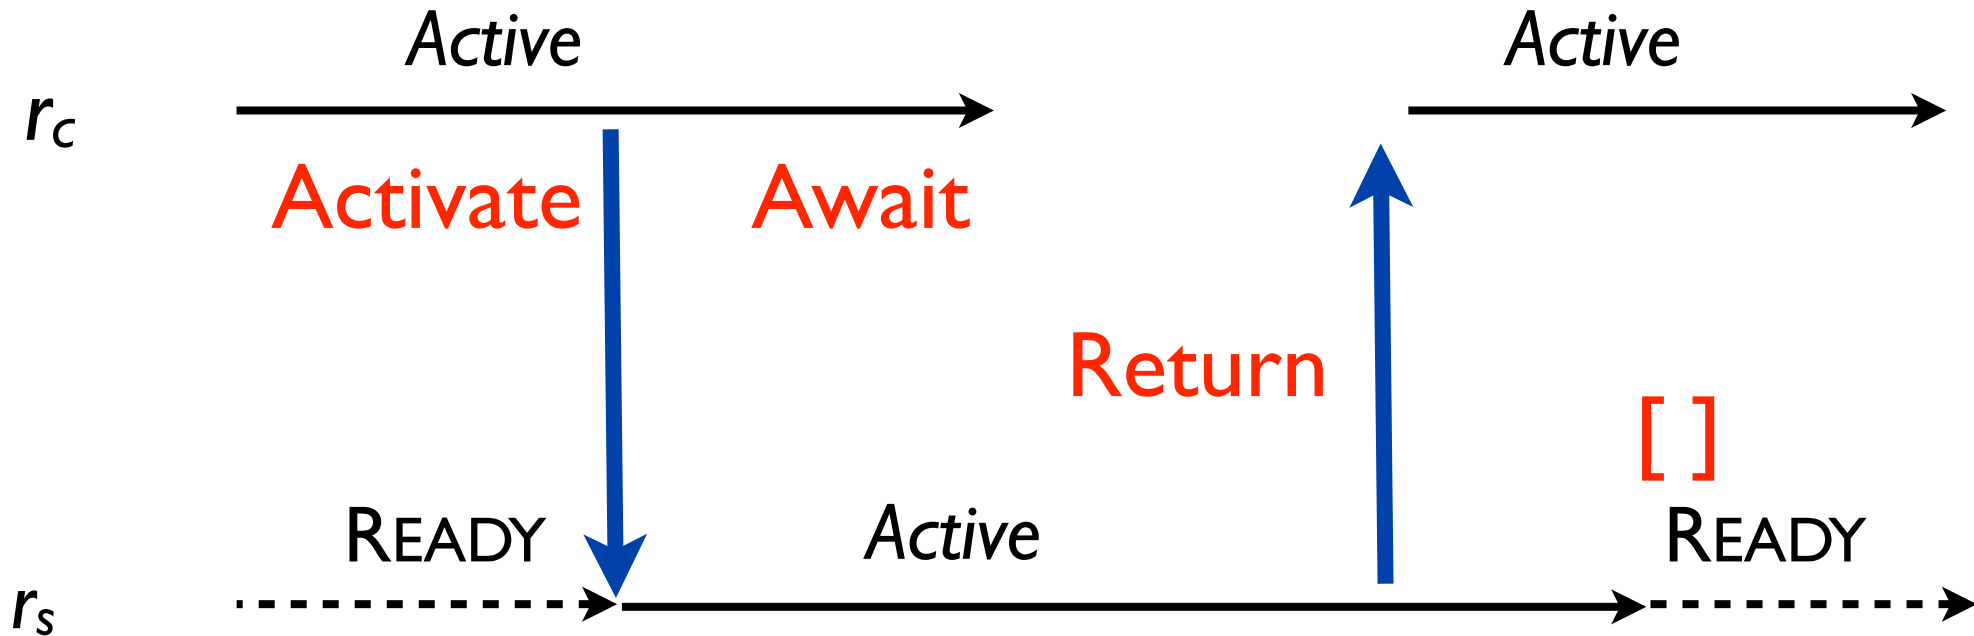 Active Active
r_c
Activate Await
Return
[ ]
READY Active READY
r_s